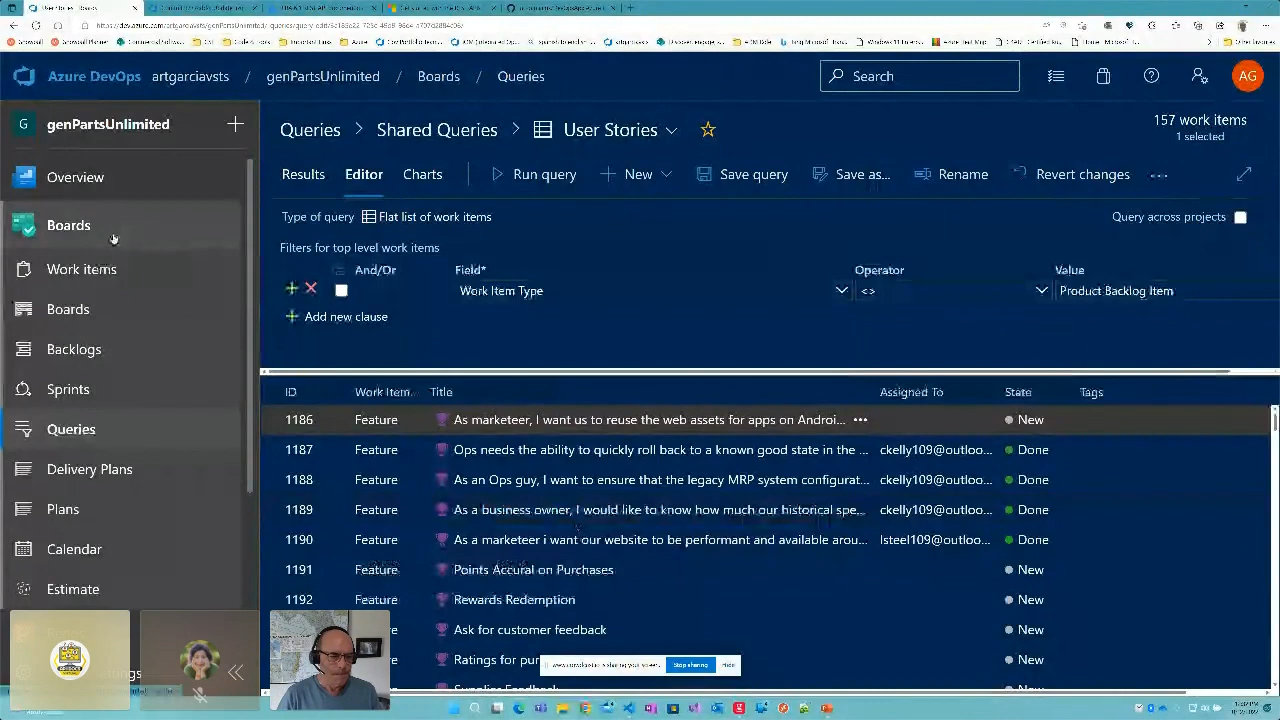 Azure DevOps artgarciavsts / genPartsUnlimited / Boards / Queries
Search
AG
G genPartsUnlimited
Overview
Boards
Work items
Boards
Backlogs
Sprints
Queries
Delivery Plans
Plans
Calendar
Estimate
Queries > Shared Queries > User Stories
157 work items
1 selected
Results Editor Charts Run query New Save query Save as... Rename Revert changes ...
Type of query Flat list of work items Query across projects
Filters for top level work items
And/Or Field* Operator Value
Work Item Type <> Product Backlog Item
Add new clause
ID Work Item... Title Assigned To State Tags
1186 Feature As marketeer, I want us to reuse the web assets for apps on Androi... ... New
1187 Feature Ops needs the ability to quickly roll back to a known good state in the ... ckelly109@outloo... Done
1188 Feature As an Ops guy, I want to ensure that the legacy MRP system configurat... ckelly109@outloo... Done
1189 Feature As a business owner, I would like to know how much our historical spe... ckelly109@outloo... Done
1190 Feature As a marketeer i want our website to be performant and available arou... lsteel109@outloo... Done
1191 Feature Points Accural on Purchases New
1192 Feature Rewards Redemption New
Ask for customer feedback New
Ratings for pur New
Supplier Feedback New
is sharing your screen. Stop sharing Hide